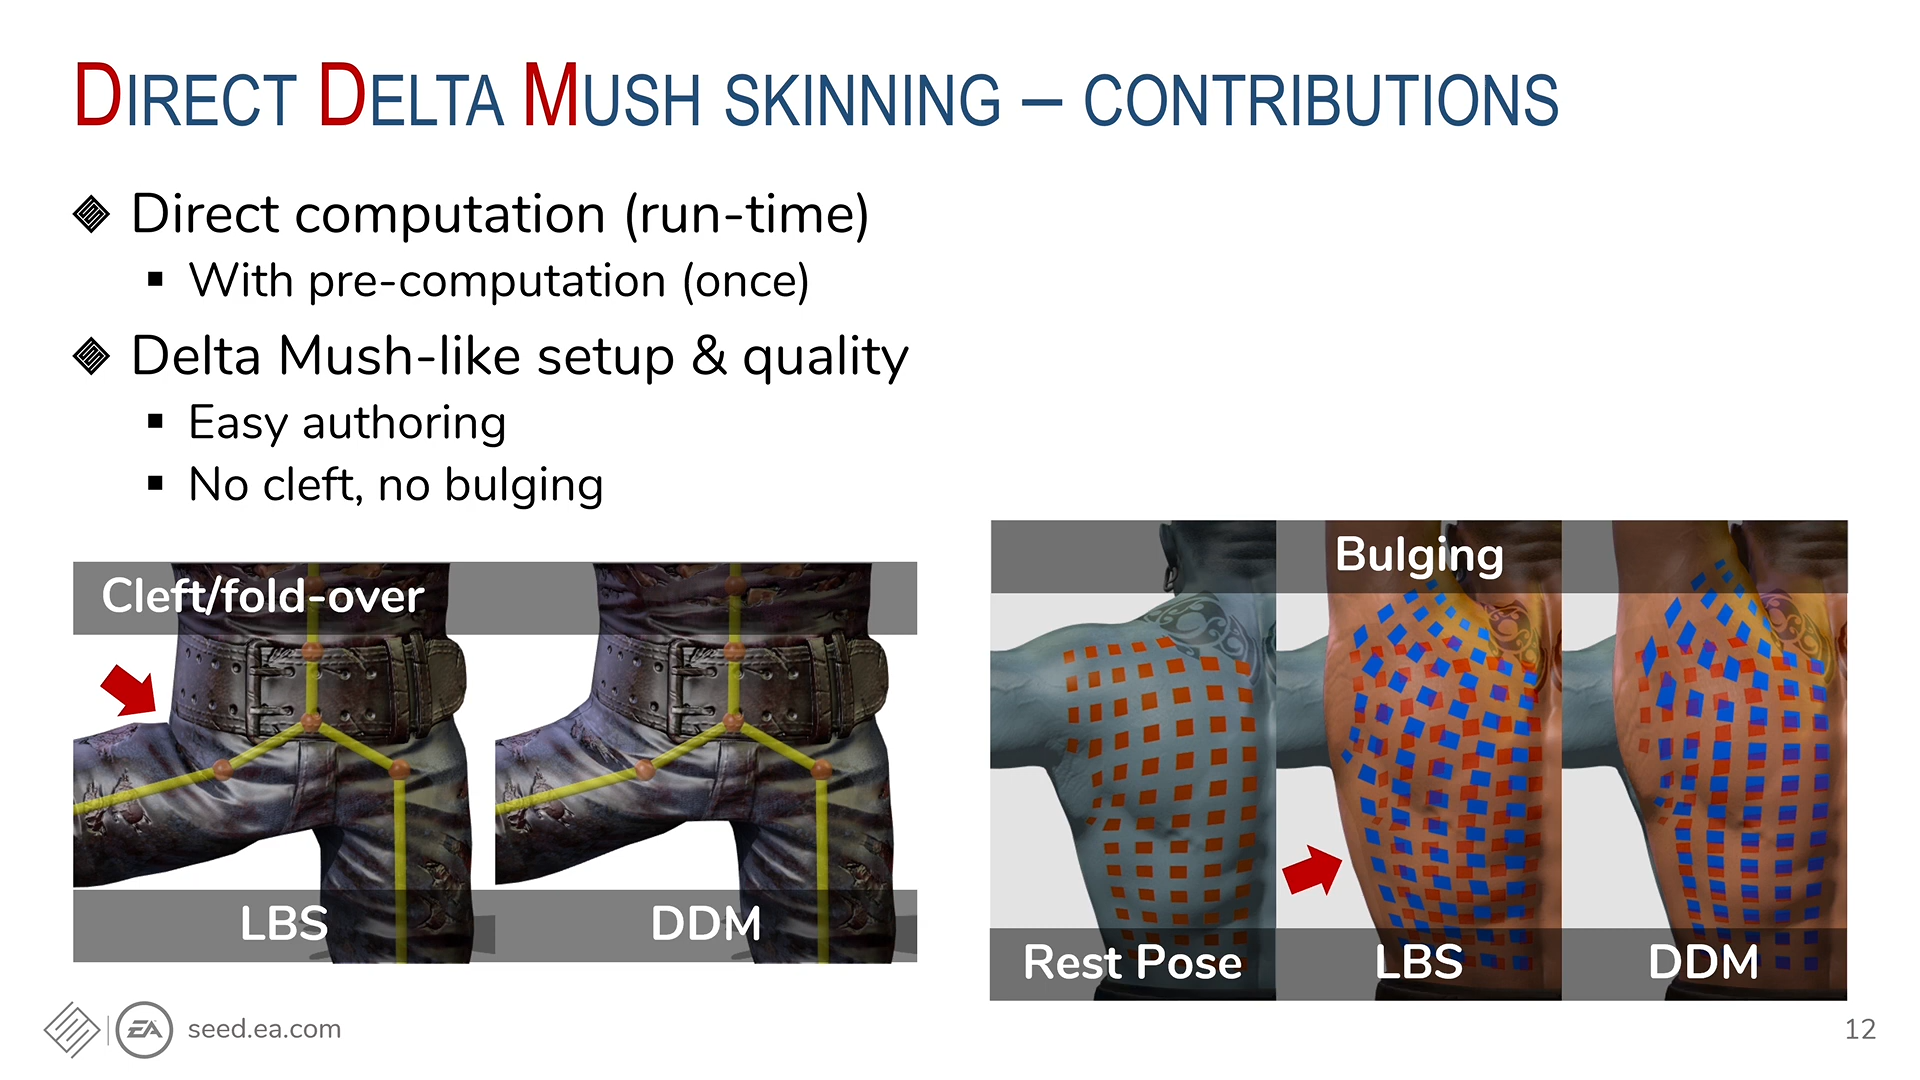 DIRECT DELTA MUSH SKINNING – CONTRIBUTIONS
Direct computation (run-time)
With pre-computation (once)
Delta Mush-like setup & quality
Easy authoring
No cleft, no bulging
Cleft/fold-over
LBS
DDM
Bulging
Rest Pose
LBS
DDM
EA
seed.ea.com
12